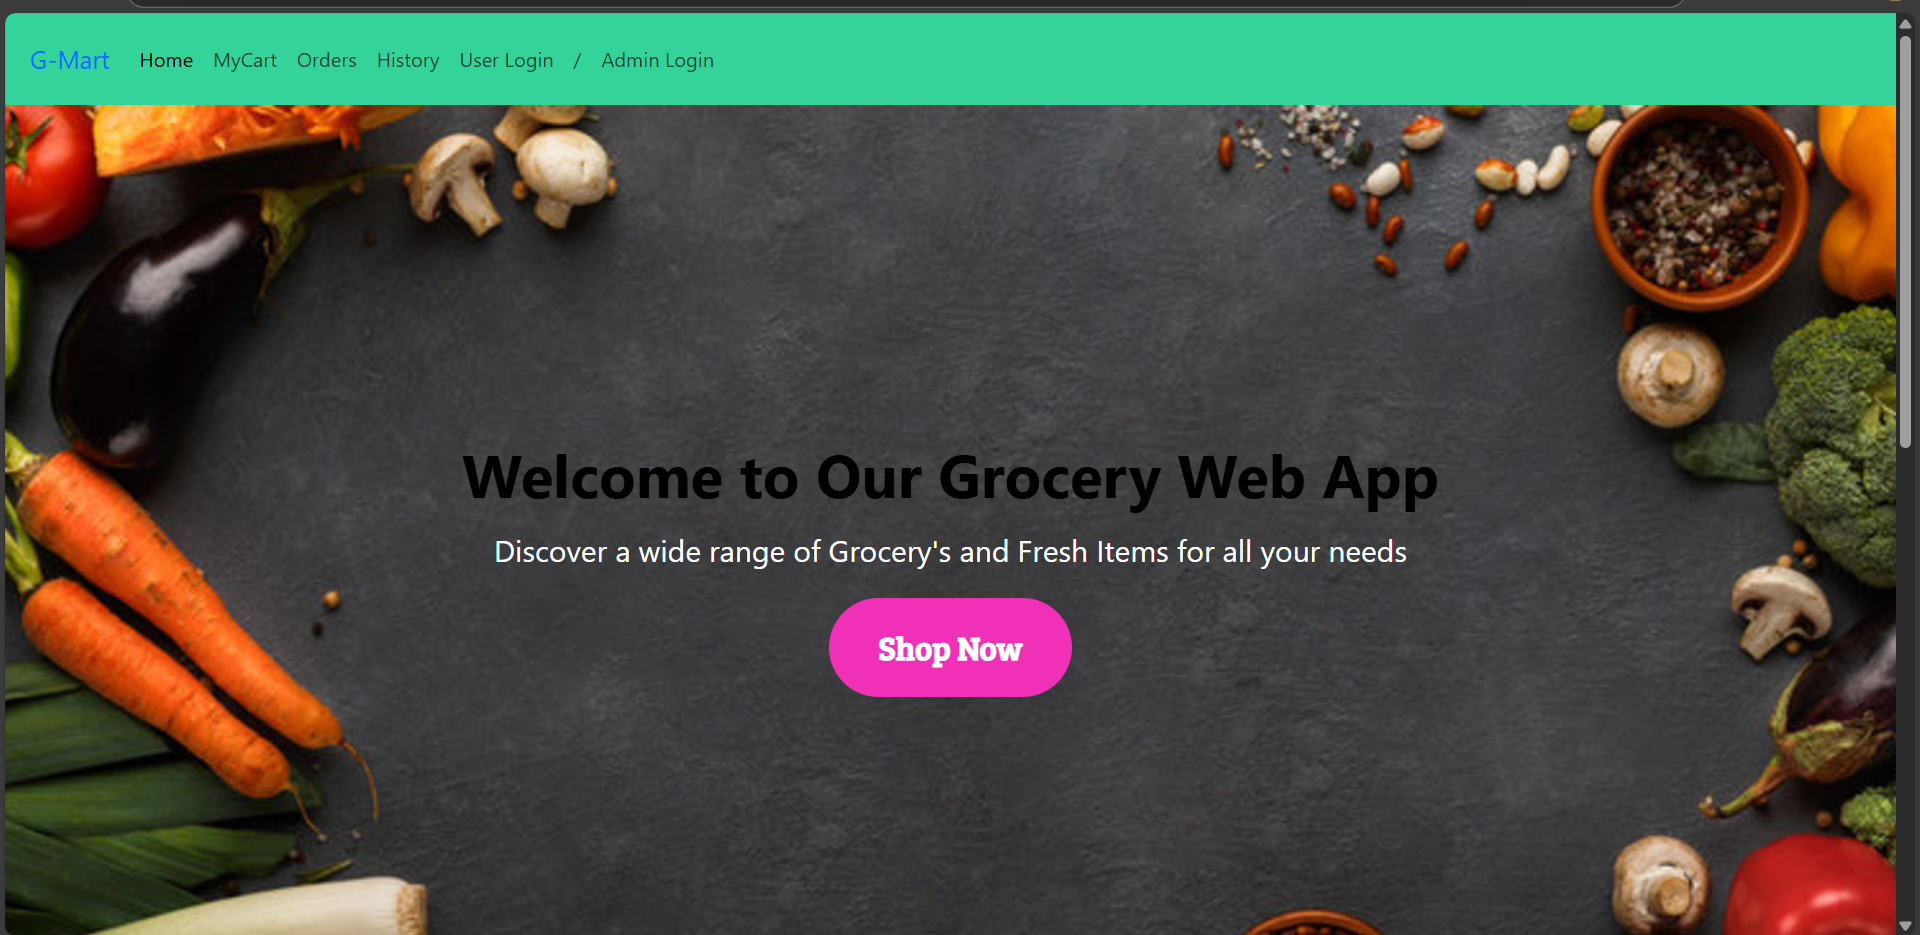 G-Mart Home MyCart Orders History User Login / Admin Login
Welcome to Our Grocery Web App
Discover a wide range of Grocery's and Fresh Items for all your needs
Shop Now